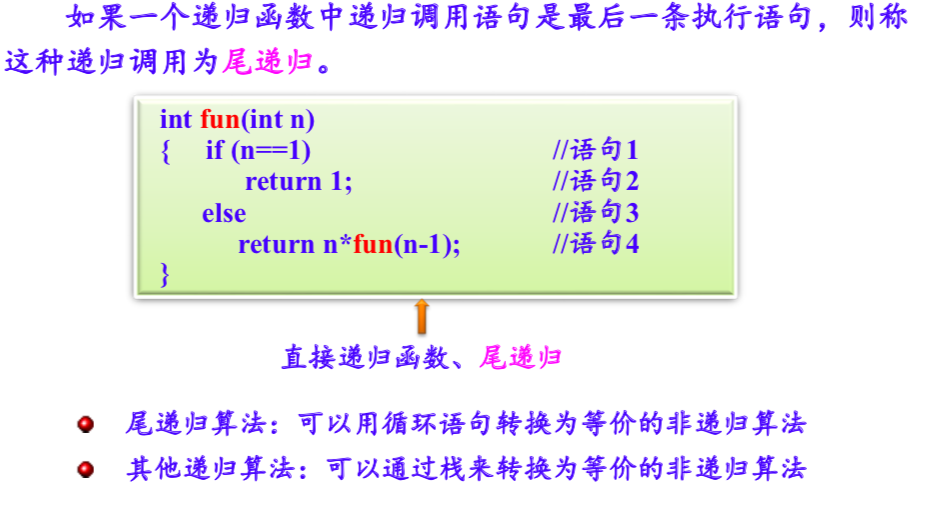 如果一个递归函数中递归调用语句是最后一条执行语句，则称
这种递归调用为尾递归。
int fun(int n)
{ if (n==1) //语句1
return 1; //语句2
else //语句3
return n*fun(n-1); //语句4
}
直接递归函数、尾递归
尾递归算法：可以用循环语句转换为等价的非递归算法
其他递归算法：可以通过栈来转换为等价的非递归算法